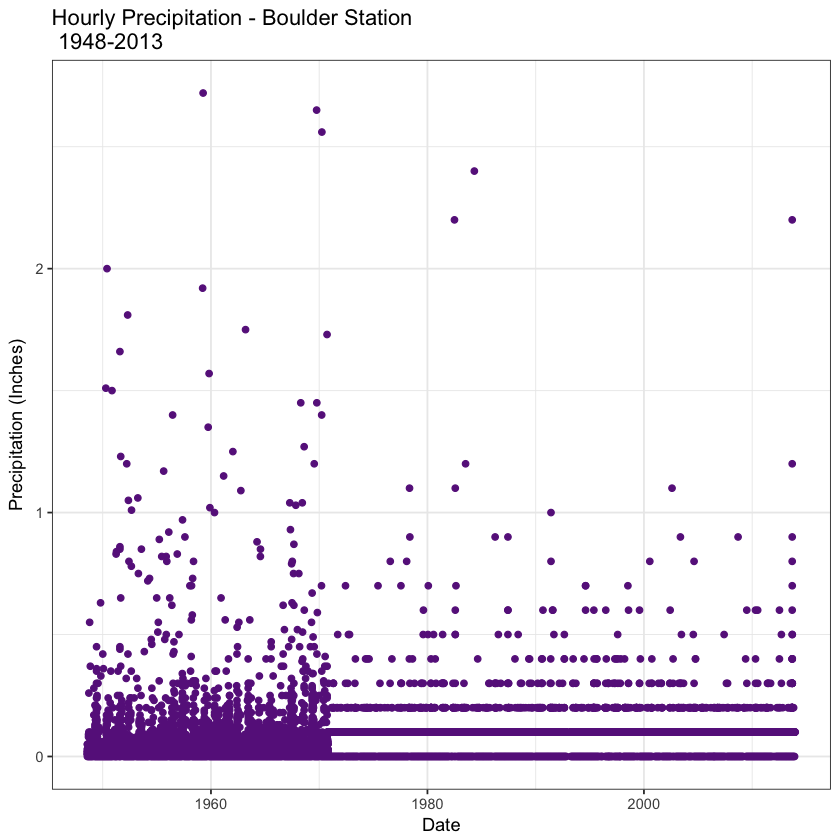 Hourly Precipitation - Boulder Station
1948-2013
Precipitation (Inches)
2
1
0
1960
1980
2000
Date